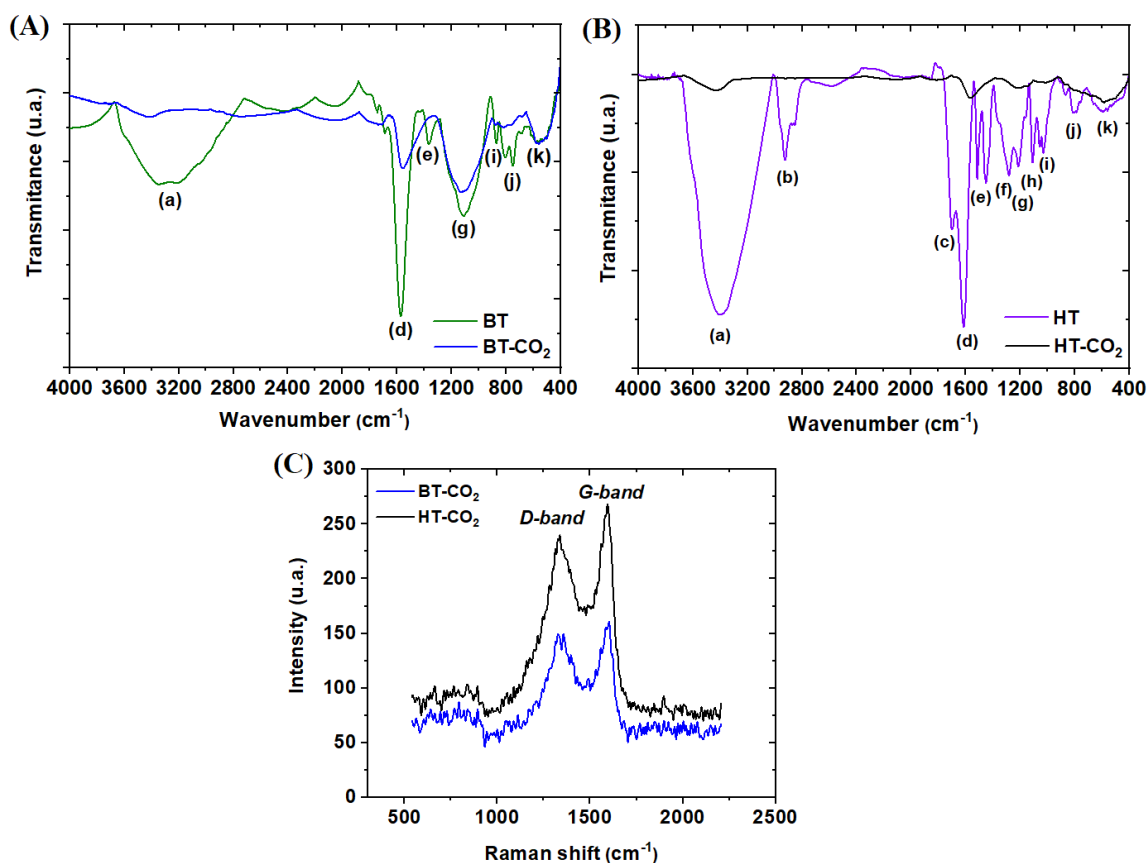 (A)
Transmitance (u.a.)
(a)
(d)
(e)
(g)
(i)
(j)
(k)
BT
BT-CO₂
4000 3600 3200 2800 2400 2000 1600 1200 800 400
Wavenumber (cm⁻¹)
(B)
Transmitance (u.a.)
(a)
(b)
(c)
(d)
(e)
(f)
(g)
(h)
(i)
(j)
(k)
HT
HT-CO₂
4000 3600 3200 2800 2400 2000 1600 1200 800 400
Wavenumber (cm⁻¹)
(C)
Intensity (u.a.)
300
250
200
150
100
50
0
BT-CO₂
HT-CO₂
D-band
G-band
500 1000 1500 2000 2500
Raman shift (cm⁻¹)